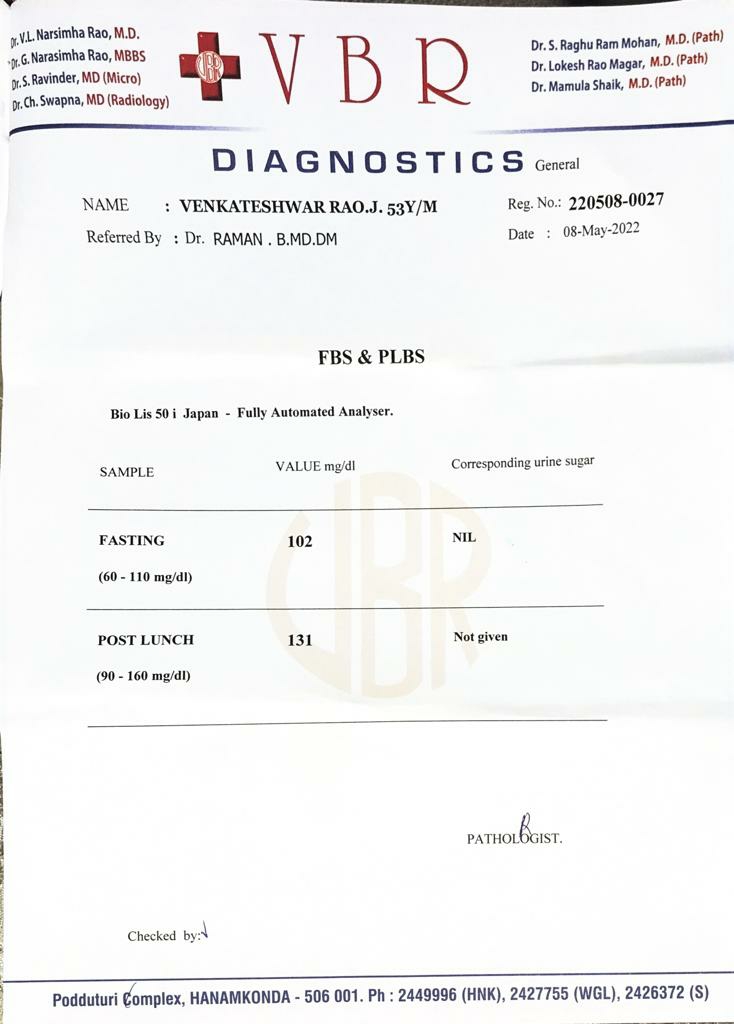 Dr. V.L. Narsimha Rao, M.D.
Dr. G. Narasimha Rao, MBBS
Dr. S. Ravinder, MD (Micro)
Dr. Ch. Swapna, MD (Radiology)
VBR
V B R
Dr. S. Raghu Ram Mohan, M.D. (Path)
Dr. Lokesh Rao Magar, M.D. (Path)
Dr. Mamula Shaik, M.D. (Path)
DIAGNOSTICS General
NAME : VENKATESHWAR RAO.J. 53Y/M Reg. No.: 220508-0027
Referred By : Dr. RAMAN . B.MD.DM Date : 08-May-2022
FBS & PLBS
Bio Lis 50 i Japan - Fully Automated Analyser.
SAMPLE VALUE mg/dl Corresponding urine sugar
FASTING 102 NIL
(60 - 110 mg/dl)
VBR
POST LUNCH 131 Not given
(90 - 160 mg/dl)
PATHOLOGIST.
Checked by:
Podduturi Complex, HANAMKONDA - 506 001. Ph : 2449996 (HNK), 2427755 (WGL), 2426372 (S)